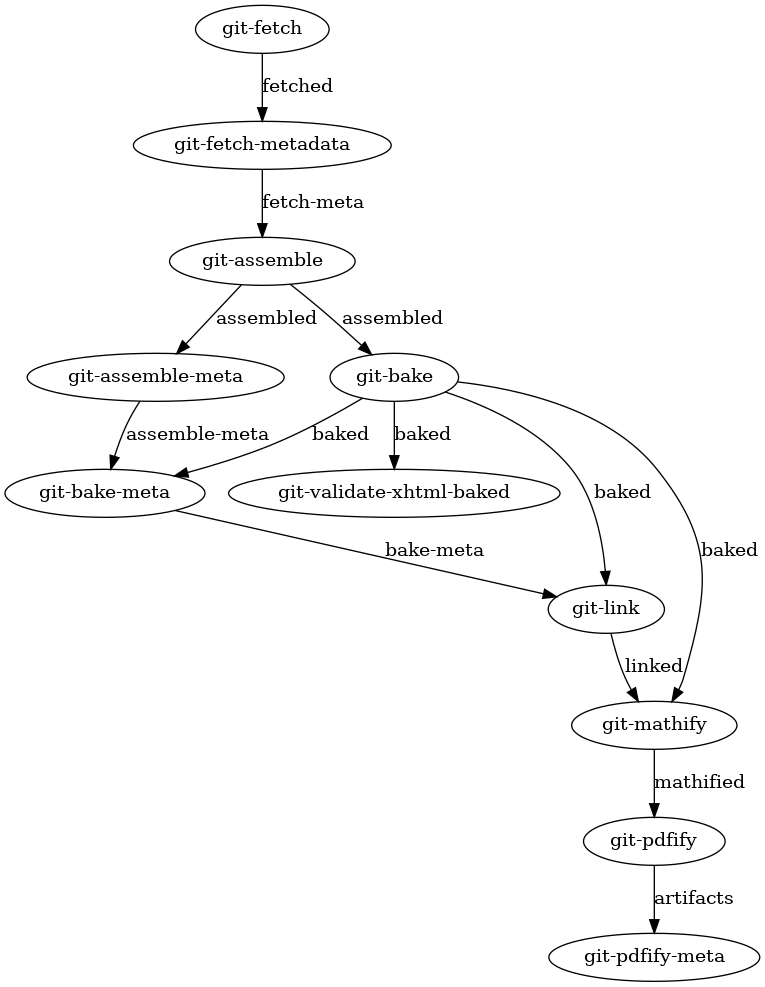 git-fetch
fetched
git-fetch-metadata
fetch-meta
git-assemble
assembled
assembled
git-assemble-meta
git-bake
assemble-meta
baked
baked
git-bake-meta
git-validate-xhtml-baked
baked
bake-meta
baked
git-link
linked
git-mathify
mathified
git-pdfify
artifacts
git-pdfify-meta